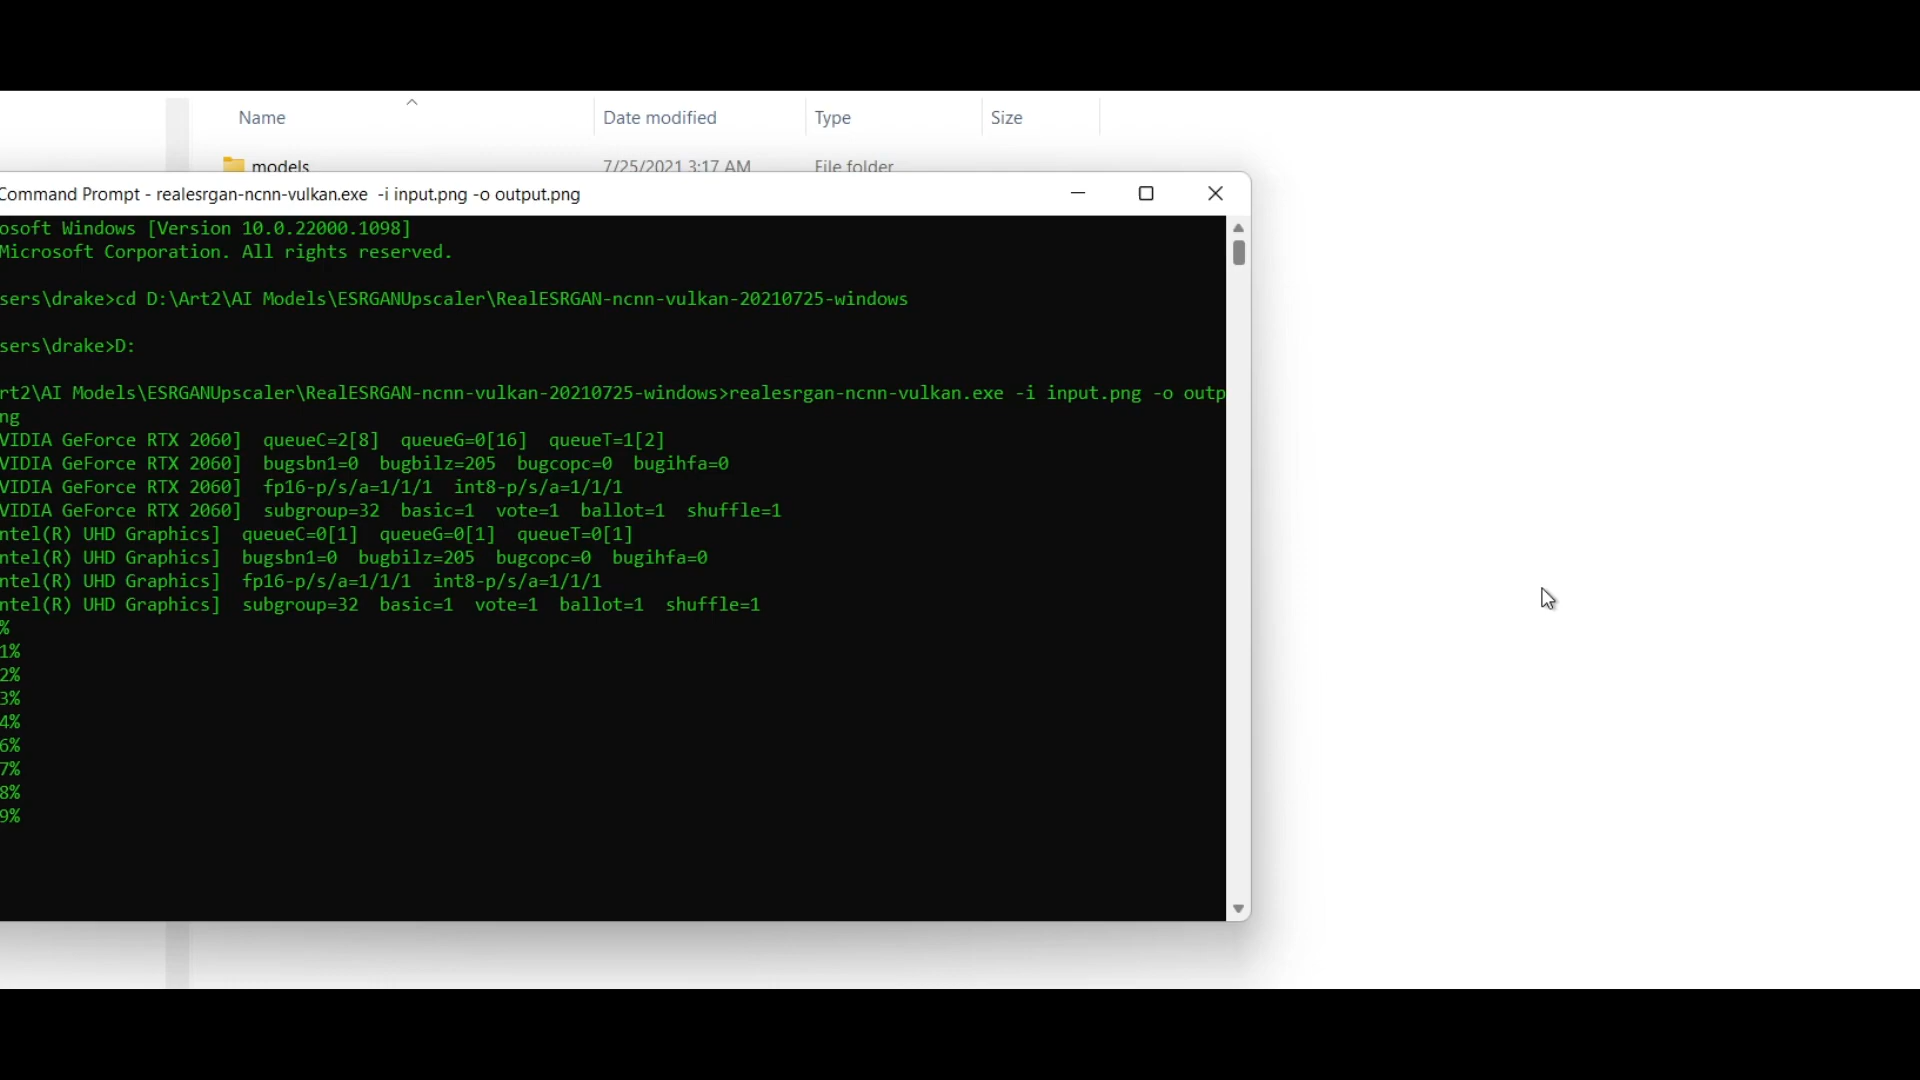 Name Date modified Type Size
models 7/25/2021 3:17 AM File folder
Command Prompt - realesrgan-ncnn-vulkan.exe -i input.png -o output.png
osoft Windows [Version 10.0.22000.1098]
Microsoft Corporation. All rights reserved.
sers\drake>cd D:\Art2\AI Models\ESRGANUpscaler\RealESRGAN-ncnn-vulkan-20210725-windows
sers\drake>D:
rt2\AI Models\ESRGANUpscaler\RealESRGAN-ncnn-vulkan-20210725-windows>realesrgan-ncnn-vulkan.exe -i input.png -o outp
ng
VIDIA GeForce RTX 2060] queueC=2[8] queueG=0[16] queueT=1[2]
VIDIA GeForce RTX 2060] bugsbn1=0 bugbilz=205 bugcopc=0 bugihfa=0
VIDIA GeForce RTX 2060] fp16-p/s/a=1/1/1 int8-p/s/a=1/1/1
VIDIA GeForce RTX 2060] subgroup=32 basic=1 vote=1 ballot=1 shuffle=1
ntel(R) UHD Graphics] queueC=0[1] queueG=0[1] queueT=0[1]
ntel(R) UHD Graphics] bugsbn1=0 bugbilz=205 bugcopc=0 bugihfa=0
ntel(R) UHD Graphics] fp16-p/s/a=1/1/1 int8-p/s/a=1/1/1
ntel(R) UHD Graphics] subgroup=32 basic=1 vote=1 ballot=1 shuffle=1
%
1%
2%
3%
4%
6%
7%
8%
9%